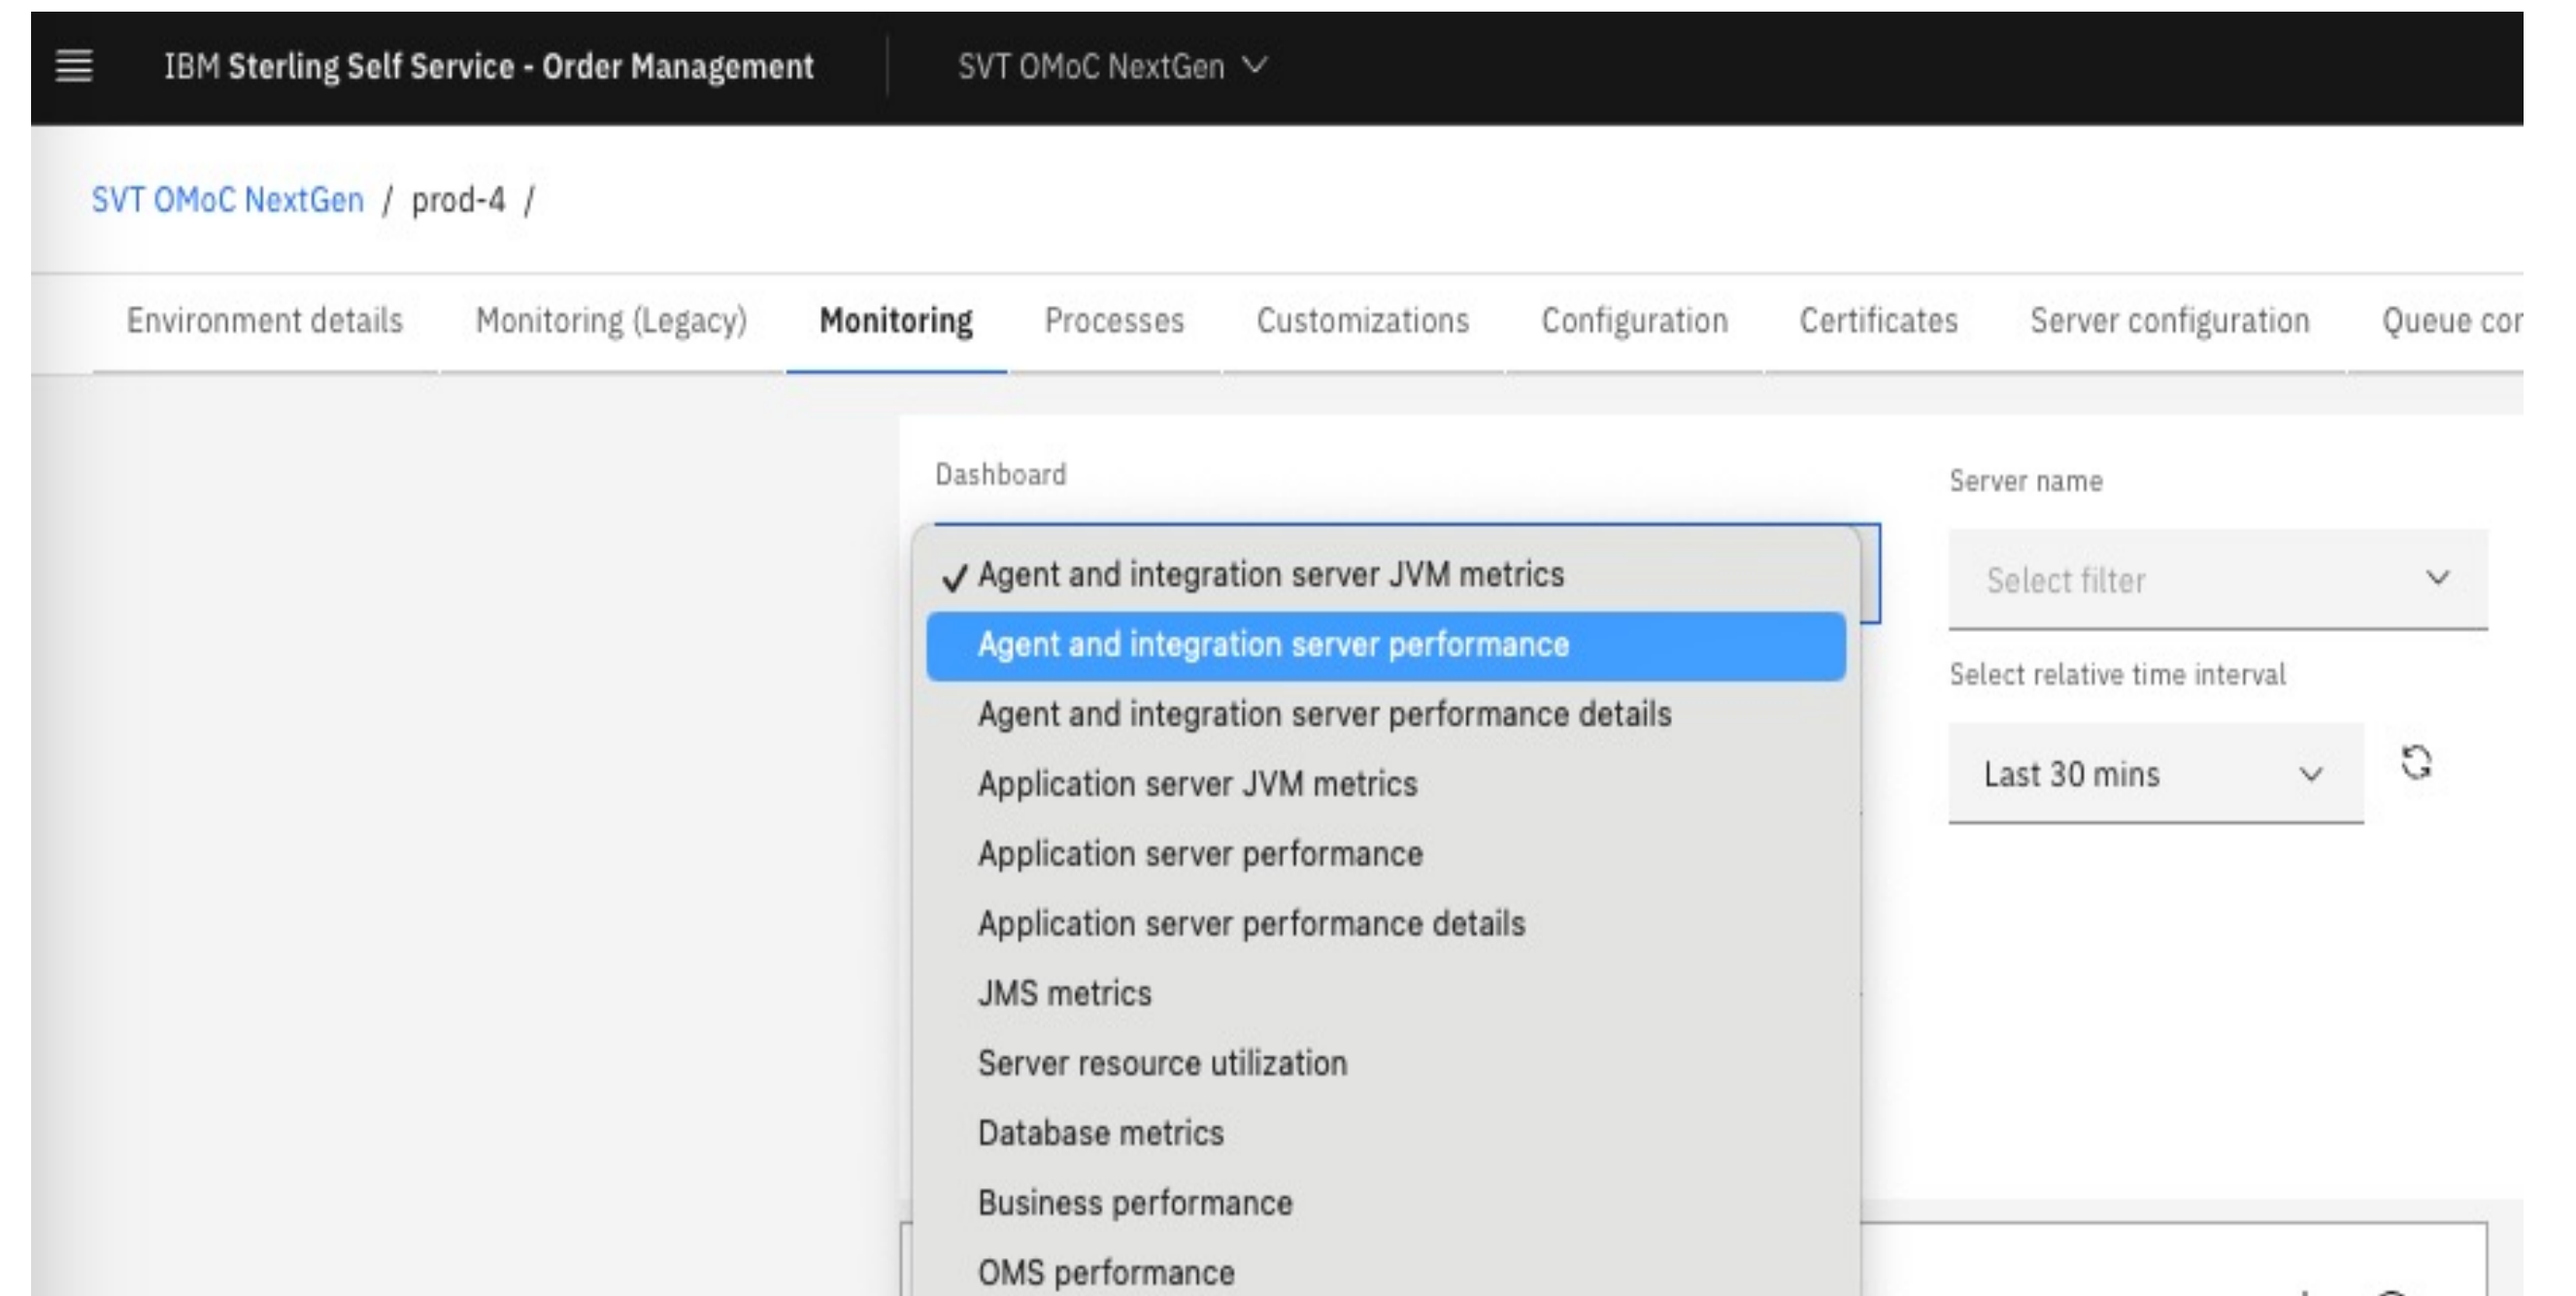 IBM Sterling Self Service - Order Management SVT OMoC NextGen
SVT OMoC NextGen / prod-4 /
Environment details Monitoring (Legacy) Monitoring Processes Customizations Configuration Certificates Server configuration Queue
Dashboard
✓ Agent and integration server JVM metrics
Agent and integration server performance
Agent and integration server performance details
Application server JVM metrics
Application server performance
Application server performance details
JMS metrics
Server resource utilization
Database metrics
Business performance
OMS performance
Server name
Select filter
Select relative time interval
Last 30 mins